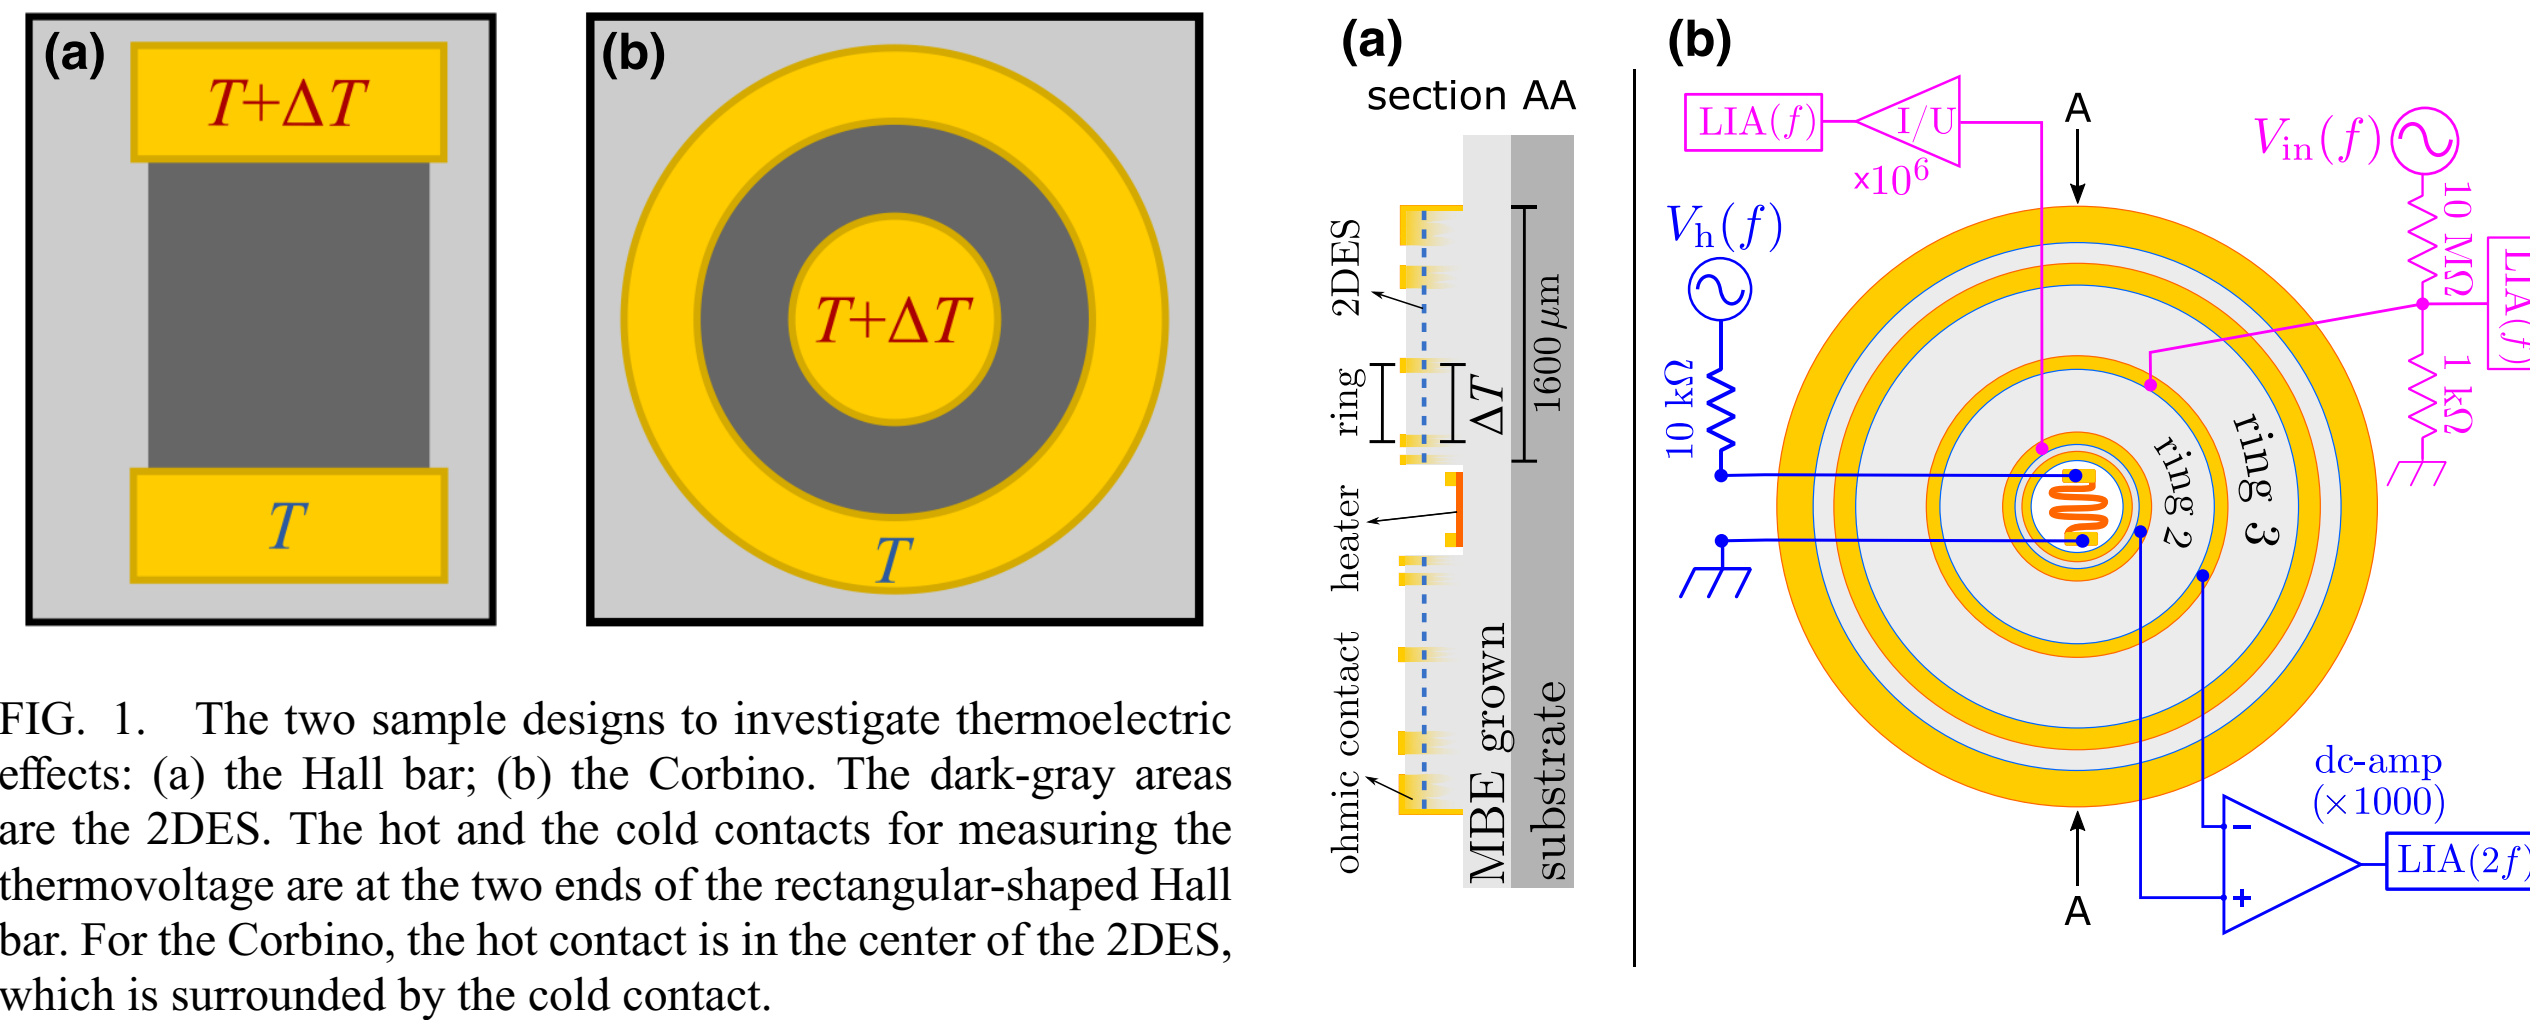 (a)
T+ΔT
T
(b)
T+ΔT
T
FIG. 1. The two sample designs to investigate thermoelectric
effects: (a) the Hall bar; (b) the Corbino. The dark-gray areas
are the 2DES. The hot and the cold contacts for measuring the
thermovoltage are at the two ends of the rectangular-shaped Hall
bar. For the Corbino, the hot contact is in the center of the 2DES,
which is surrounded by the cold contact.
(a)
section AA
2DES
ring
ΔT
1600 μm
heater
ohmic contact
MBE grown
substrate
(b)
LIA(f)
I/U
×10⁶
A
V_in(f)
10 MΩ
LIA(f)
1 kΩ
V_h(f)
10 kΩ
ring 2
ring 3
dc-amp
(×1000)
−
+
LIA(2f)
A